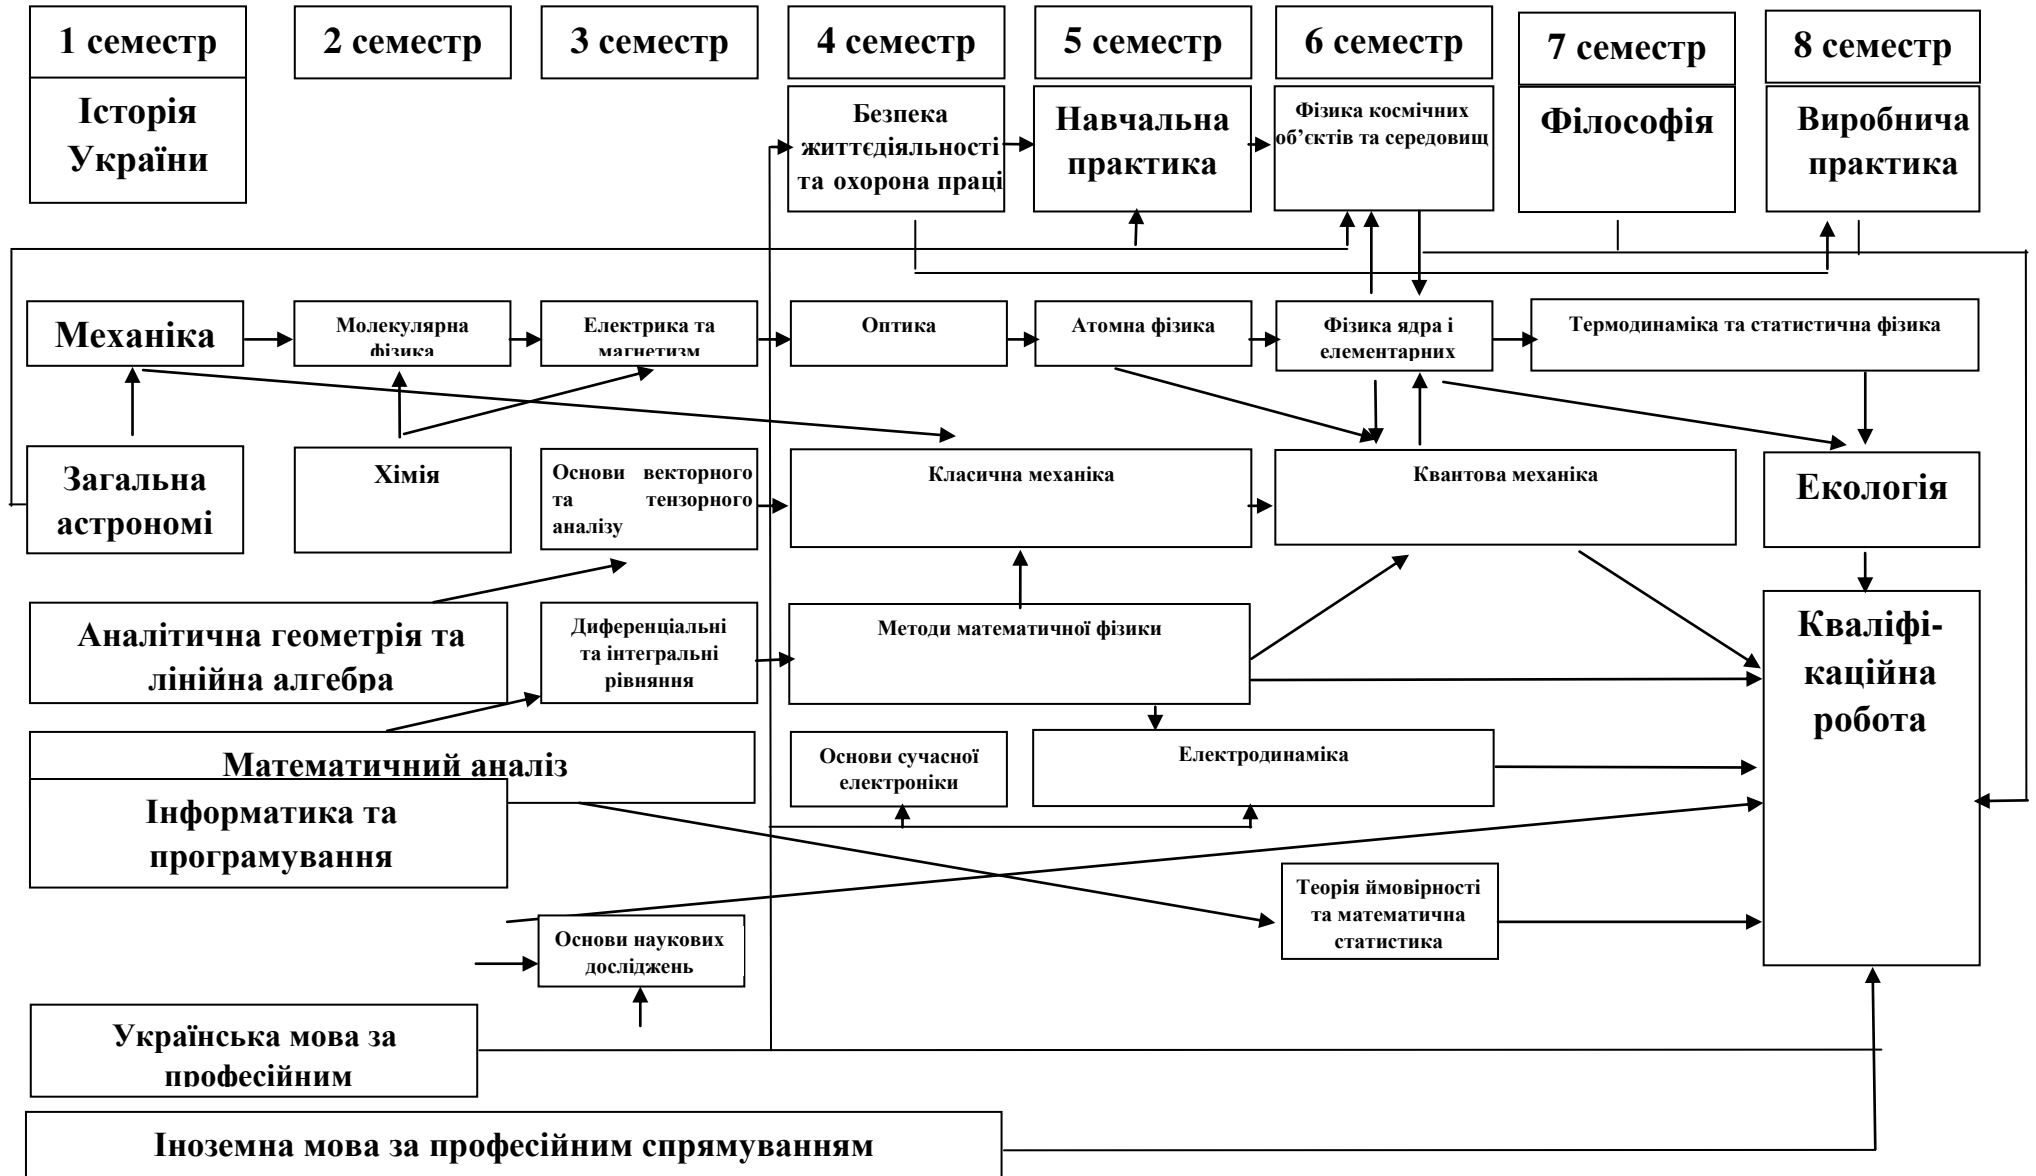 1 семестр
2 семестр
3 семестр
4 семестр
5 семестр
6 семестр
7 семестр
8 семестр
Історія
України
Безпека
життєдіяльності
та охорона праці
Навчальна
практика
Фізика космічних
об’єктів та середовищ
Філософія
Виробнича
практика
Механіка
Молекулярна
фізика
Електрика та
магнетизм
Оптика
Атомна фізика
Фізика ядра і
елементарних
Термодинаміка та статистична фізика
Загальна
астрономі
Хімія
Основи векторного
та тензорного
аналізу
Класична механіка
Квантова механіка
Екологія
Аналітична геометрія та
лінійна алгебра
Диференціальні
та інтегральні
рівняння
Методи математичної фізики
Кваліфі-
каційна
робота
Математичний аналіз
Основи сучасної
електроніки
Електродинаміка
Інформатика та
програмування
Теорія ймовірності
та математична
статистика
Основи наукових
досліджень
Українська мова за
професійним
Іноземна мова за професійним спрямуванням